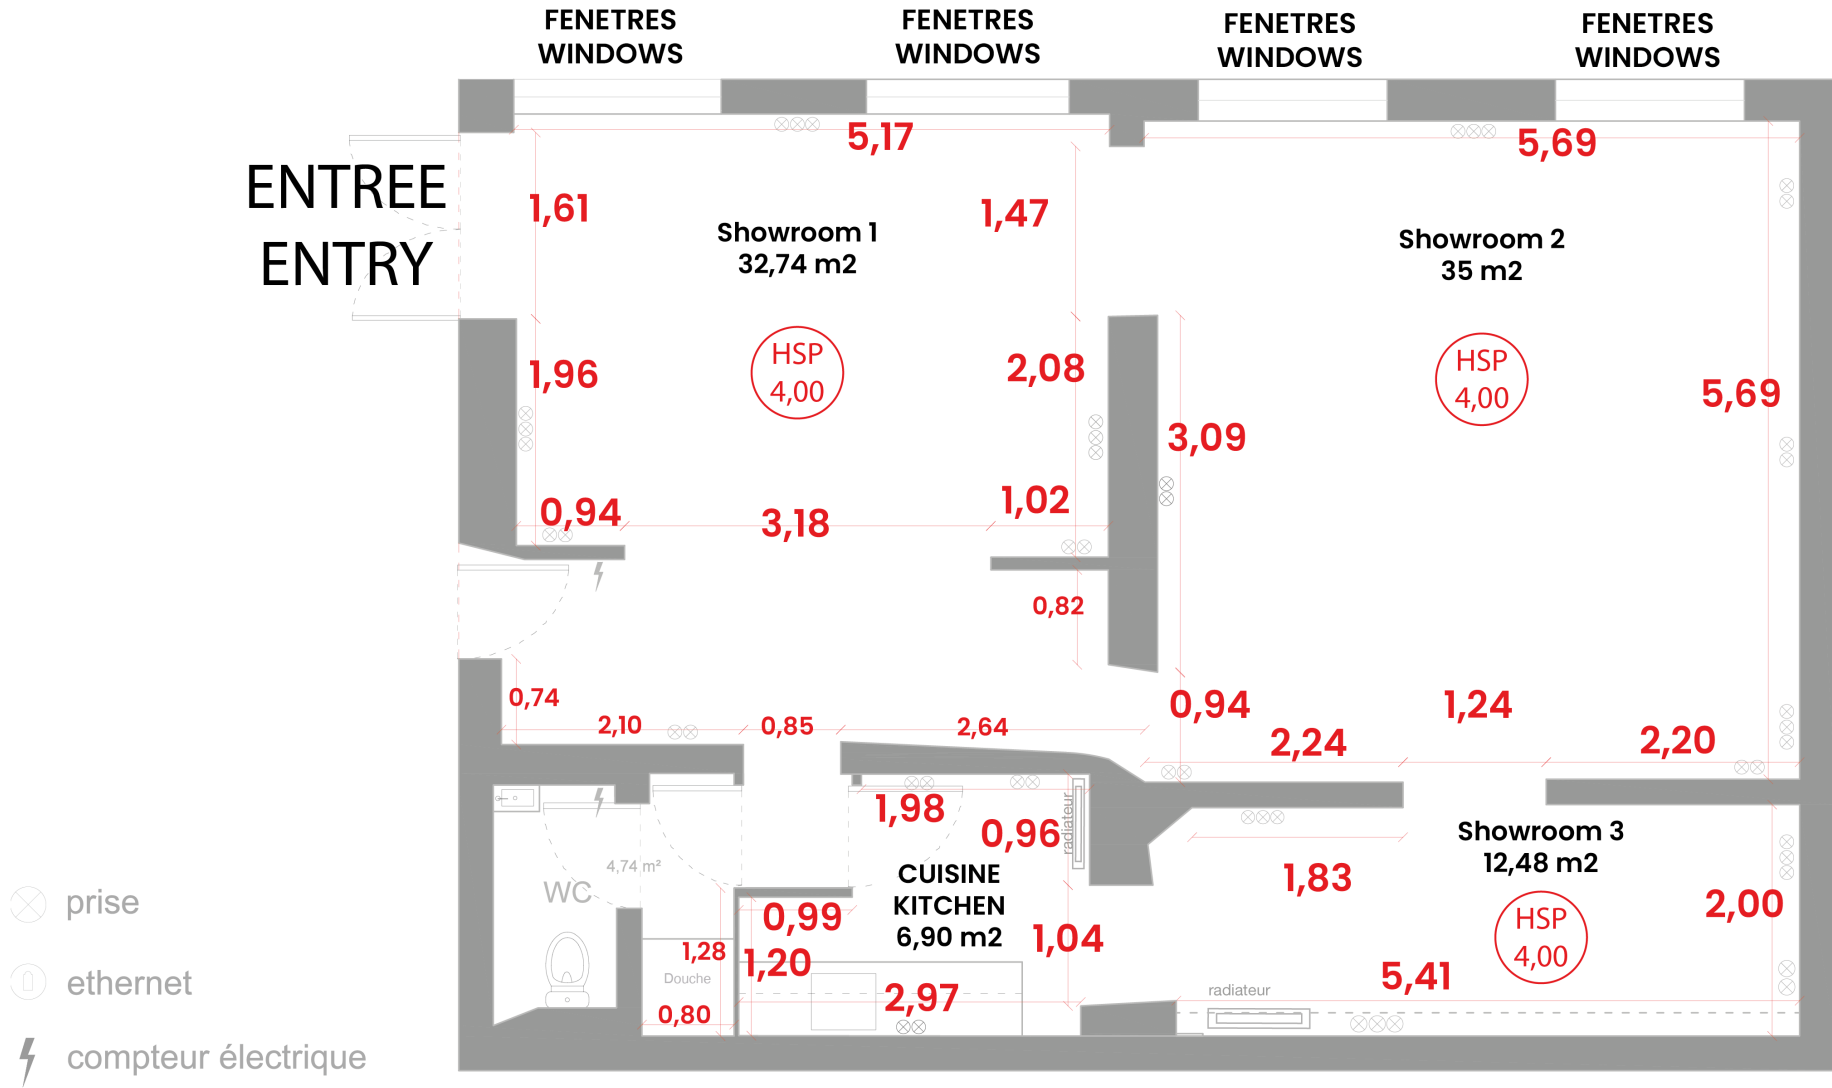 FENETRES
WINDOWS
FENETRES
WINDOWS
FENETRES
WINDOWS
FENETRES
WINDOWS
5,17
5,69
ENTREE
ENTRY
1,61
1,47
Showroom 1
32,74 m2
Showroom 2
35 m2
HSP
4,00
HSP
4,00
1,96
2,08
5,69
3,09
0,94
3,18
1,02
0,82
0,74
2,10
0,85
2,64
0,94
1,24
2,24
2,20
1,98
0,96
radiateur
Showroom 3
12,48 m2
4,74 m²
WC
CUISINE
KITCHEN
6,90 m2
1,83
2,00
HSP
4,00
0,99
1,04
1,28
1,20
Douche
2,97
5,41
radiateur
0,80
prise
ethernet
compteur électrique